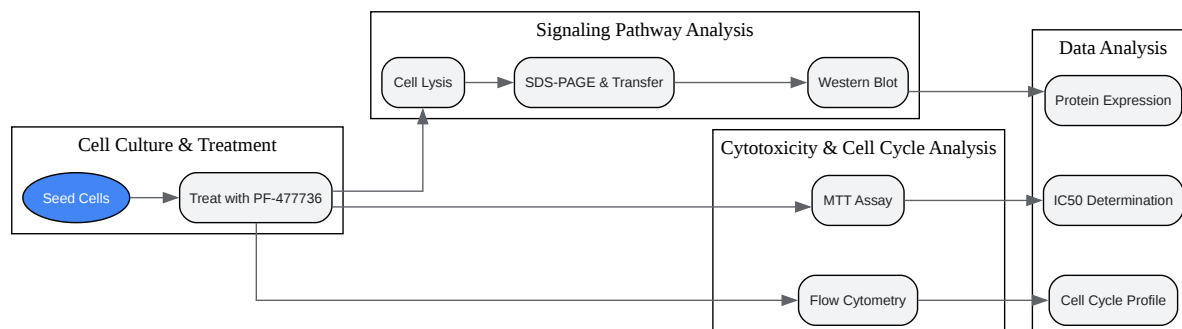 Signaling Pathway Analysis
Cell Lysis
SDS-PAGE & Transfer
Western Blot
Data Analysis
Protein Expression
Cell Culture & Treatment
Seed Cells
Treat with PF-477736
Cytotoxicity & Cell Cycle Analysis
MTT Assay
IC50 Determination
Flow Cytometry
Cell Cycle Profile